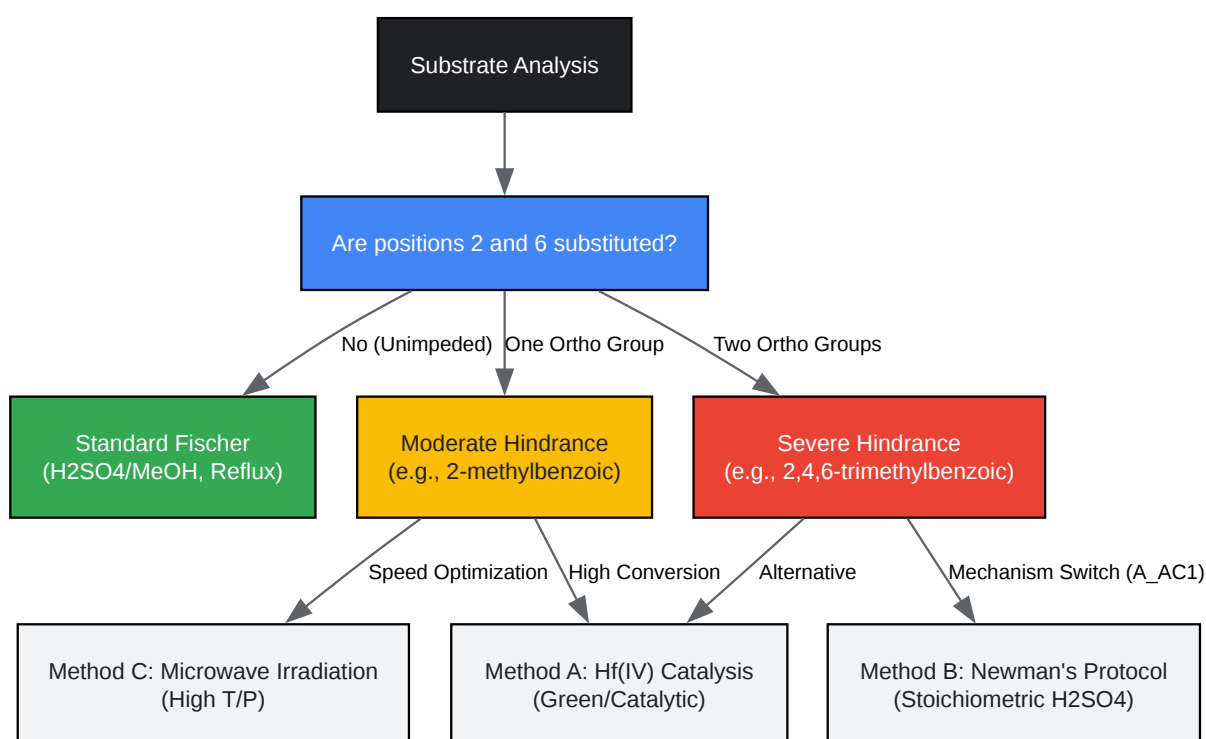 Substrate Analysis
Are positions 2 and 6 substituted?
No (Unimpeded)
One Ortho Group
Two Ortho Groups
Standard Fischer
(H2SO4/MeOH, Reflux)
Moderate Hindrance
(e.g., 2-methylbenzoic)
Severe Hindrance
(e.g., 2,4,6-trimethylbenzoic)
Speed Optimization
High Conversion
Alternative
Mechanism Switch (A_AC1)
Method C: Microwave Irradiation
(High T/P)
Method A: Hf(IV) Catalysis
(Green/Catalytic)
Method B: Newman's Protocol
(Stoichiometric H2SO4)